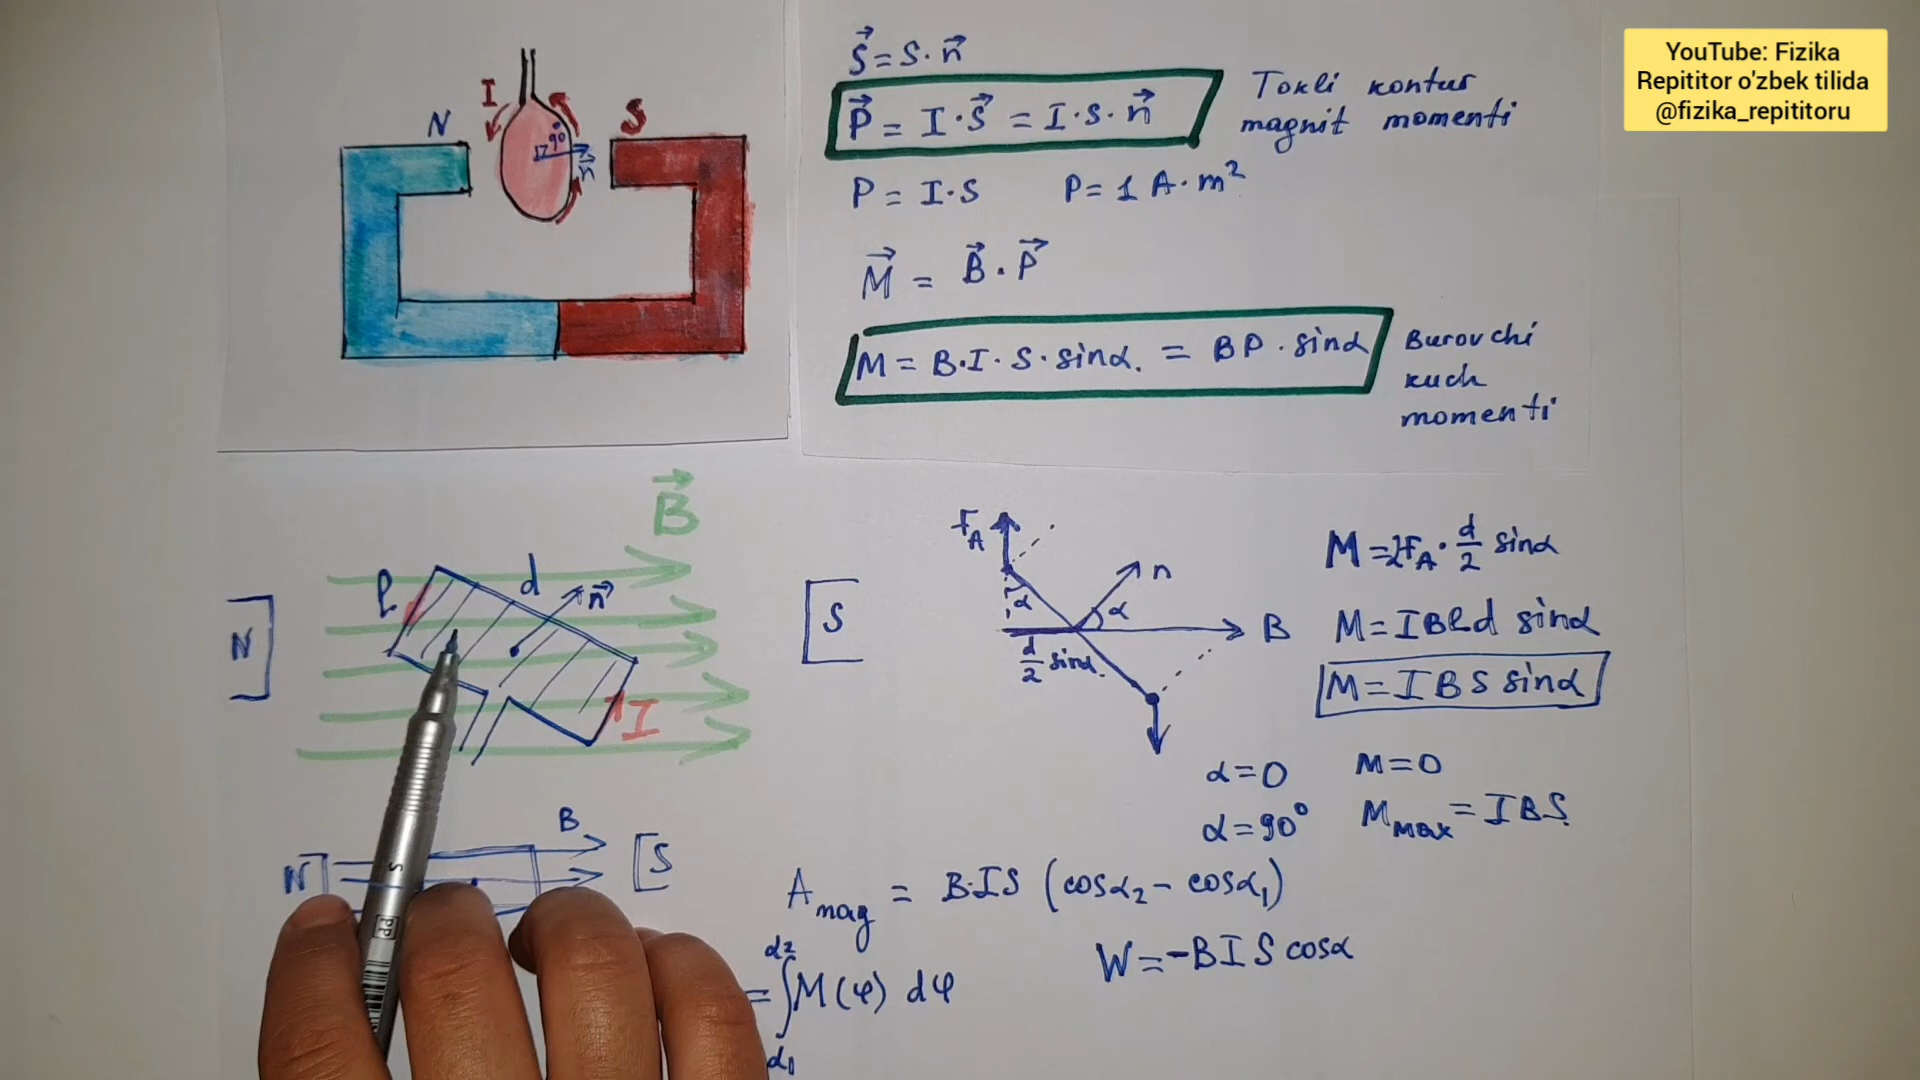 YouTube: Fizika
Repititor o'zbek tilida
@fizika_repititoru
I
N
S
90°
n⃗
S⃗ = S · n⃗
P⃗ = I · S⃗ = I · S · n⃗
Tokli kontur
magnit momenti
P = I · S
P = 1 A · m²
M⃗ = B⃗ · P⃗
M = B · I · S · sinα. = BP · sinα
Burovchi
kuch
momenti
B⃗
N
ℓ
d
n⃗
I
S
F_A
α
n
α
B
d/2 sinα.
M = 2F_A · d/2 sinα
M = IBℓd sinα
M = IBS sinα
α = 0 M = 0
α = 90° M_max = IBS.
N
B
S
A_mag = B·IS (cosα₂ - cosα₁)
= ∫ M(φ) dφ
α₂
α₁
W = -BIS cosα
S
PP